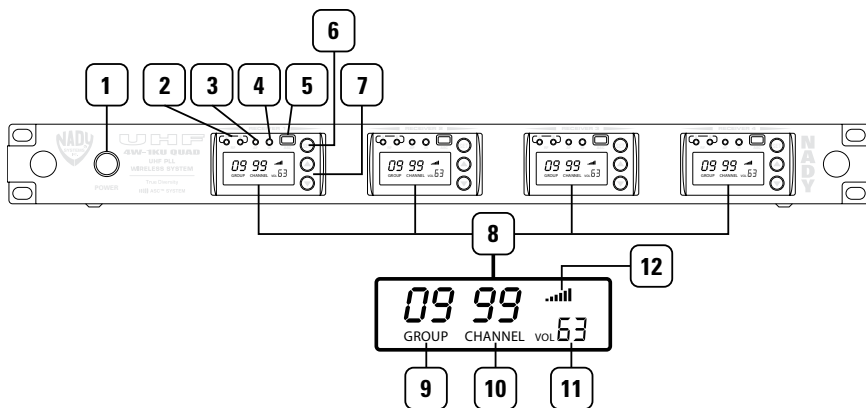 6
1 2 3 4 5 7
NADY
UHF
4W-1KU QUAD
UHF PLL
WIRELESS SYSTEM
True Diversity
POWER
09 99
GROUP CHANNEL VOL 63
09 99
GROUP CHANNEL VOL 63
09 99
GROUP CHANNEL VOL 63
09 99
GROUP CHANNEL VOL 63
NADY
8
12
09 99
GROUP CHANNEL VOL 63
9 10 11